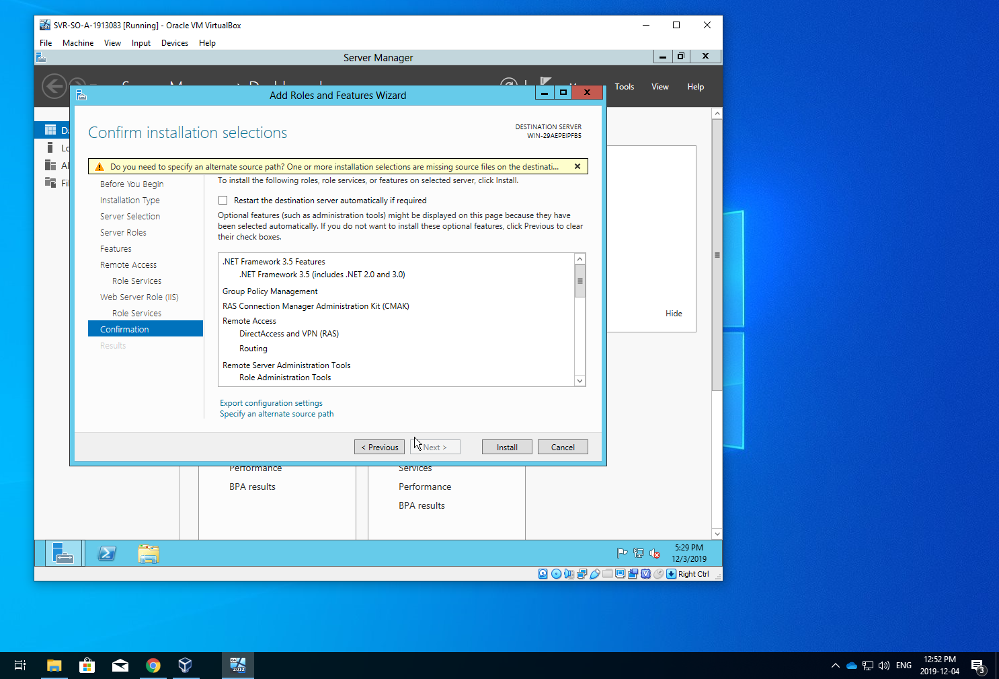 SVR-SO-A-1913083 [Running] - Oracle VM VirtualBox
File Machine View Input Devices Help
Server Manager
Tools View Help
Add Roles and Features Wizard
Confirm installation selections
DESTINATION SERVER
WIN-29AEPEIPFB5
Do you need to specify an alternate source path? One or more installation selections are missing source files on the destinati...
Before You Begin
Installation Type
Server Selection
Server Roles
Features
Remote Access
Role Services
Web Server Role (IIS)
Role Services
Confirmation
Results
To install the following roles, role services, or features on selected server, click Install.
Restart the destination server automatically if required
Optional features (such as administration tools) might be displayed on this page because they have
been selected automatically. If you do not want to install these optional features, click Previous to clear
their check boxes.
.NET Framework 3.5 Features
.NET Framework 3.5 (includes .NET 2.0 and 3.0)
Group Policy Management
RAS Connection Manager Administration Kit (CMAK)
Remote Access
DirectAccess and VPN (RAS)
Routing
Remote Server Administration Tools
Role Administration Tools
Export configuration settings
Specify an alternate source path
< Previous Next > Install Cancel
Hide
Performance
BPA results
Services
Performance
BPA results
5:29 PM
12/3/2019
Right Ctrl
2012
ENG
12:52 PM
2019-12-04
3